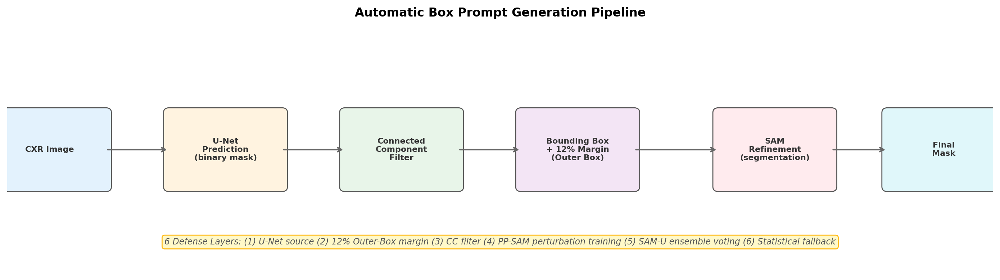 Automatic Box Prompt Generation Pipeline
CXR Image
U-Net
Prediction
(binary mask)
Connected
Component
Filter
Bounding Box
+ 12% Margin
(Outer Box)
SAM
Refinement
(segmentation)
Final
Mask
6 Defense Layers: (1) U-Net source (2) 12% Outer-Box margin (3) CC filter (4) PP-SAM perturbation training (5) SAM-U ensemble voting (6) Statistical fallback